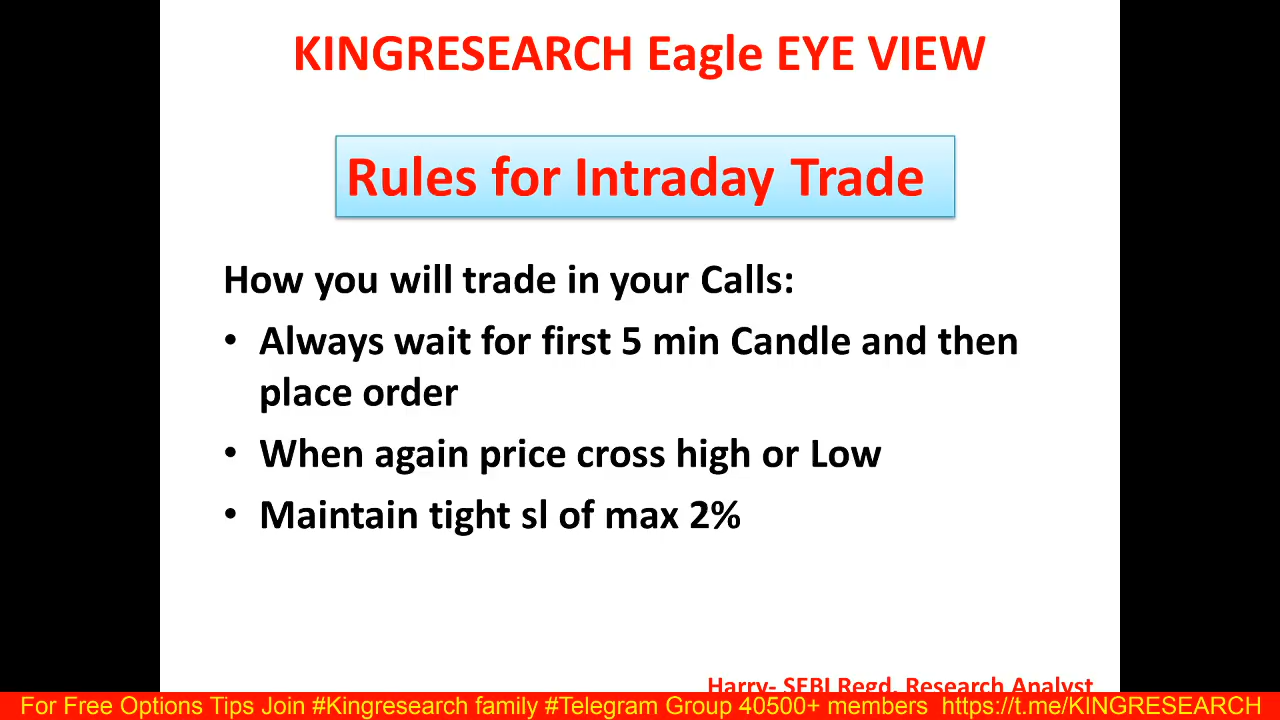 KINGRESEARCH Eagle EYE VIEW
Rules for Intraday Trade
How you will trade in your Calls:
• Always wait for first 5 min Candle and then
place order
• When again price cross high or Low
• Maintain tight sl of max 2%
Harry- SEBI Regd. Research Analyst
For Free Options Tips Join #Kingresearch family #Telegram Group 40500+ members https://t.me/KINGRESEARCH